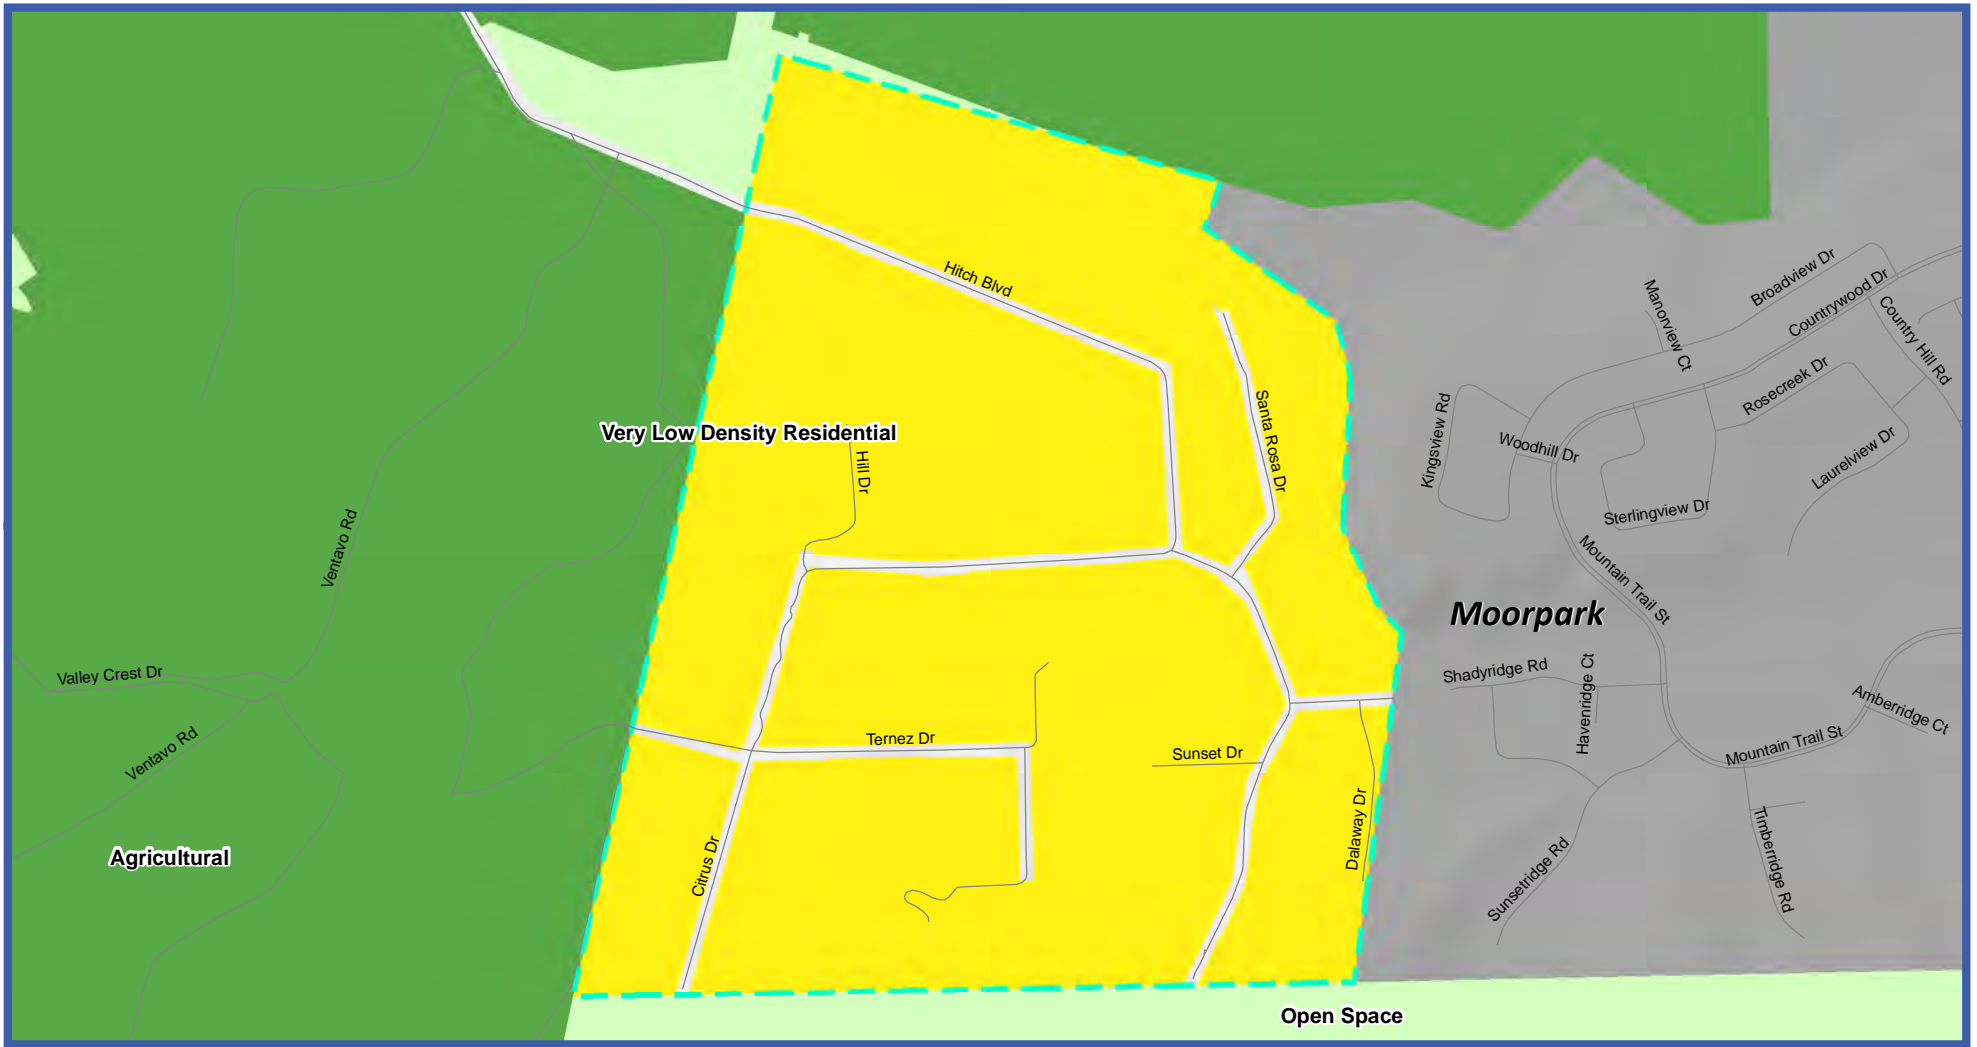 Hitch Blvd
Broadview Dr
Manorview Ct
Countrywood Dr
Country Hill Rd
Rosecreek Dr
Kingsview Rd
Santa Rosa Dr
Very Low Density Residential
Woodhill Dr
Laurelview Dr
Hill Dr
Sterlingview Dr
Ventavo Rd
Mountain Trail St
Moorpark
Valley Crest Dr
Shadyridge Rd
Havenridge Ct
Amberridge Ct
Ventavo Rd
Ternez Dr
Sunset Dr
Mountain Trail St
Dalaway Dr
Agricultural
Citrus Dr
Sunsetridge Rd
Timberridge Rd
Open Space